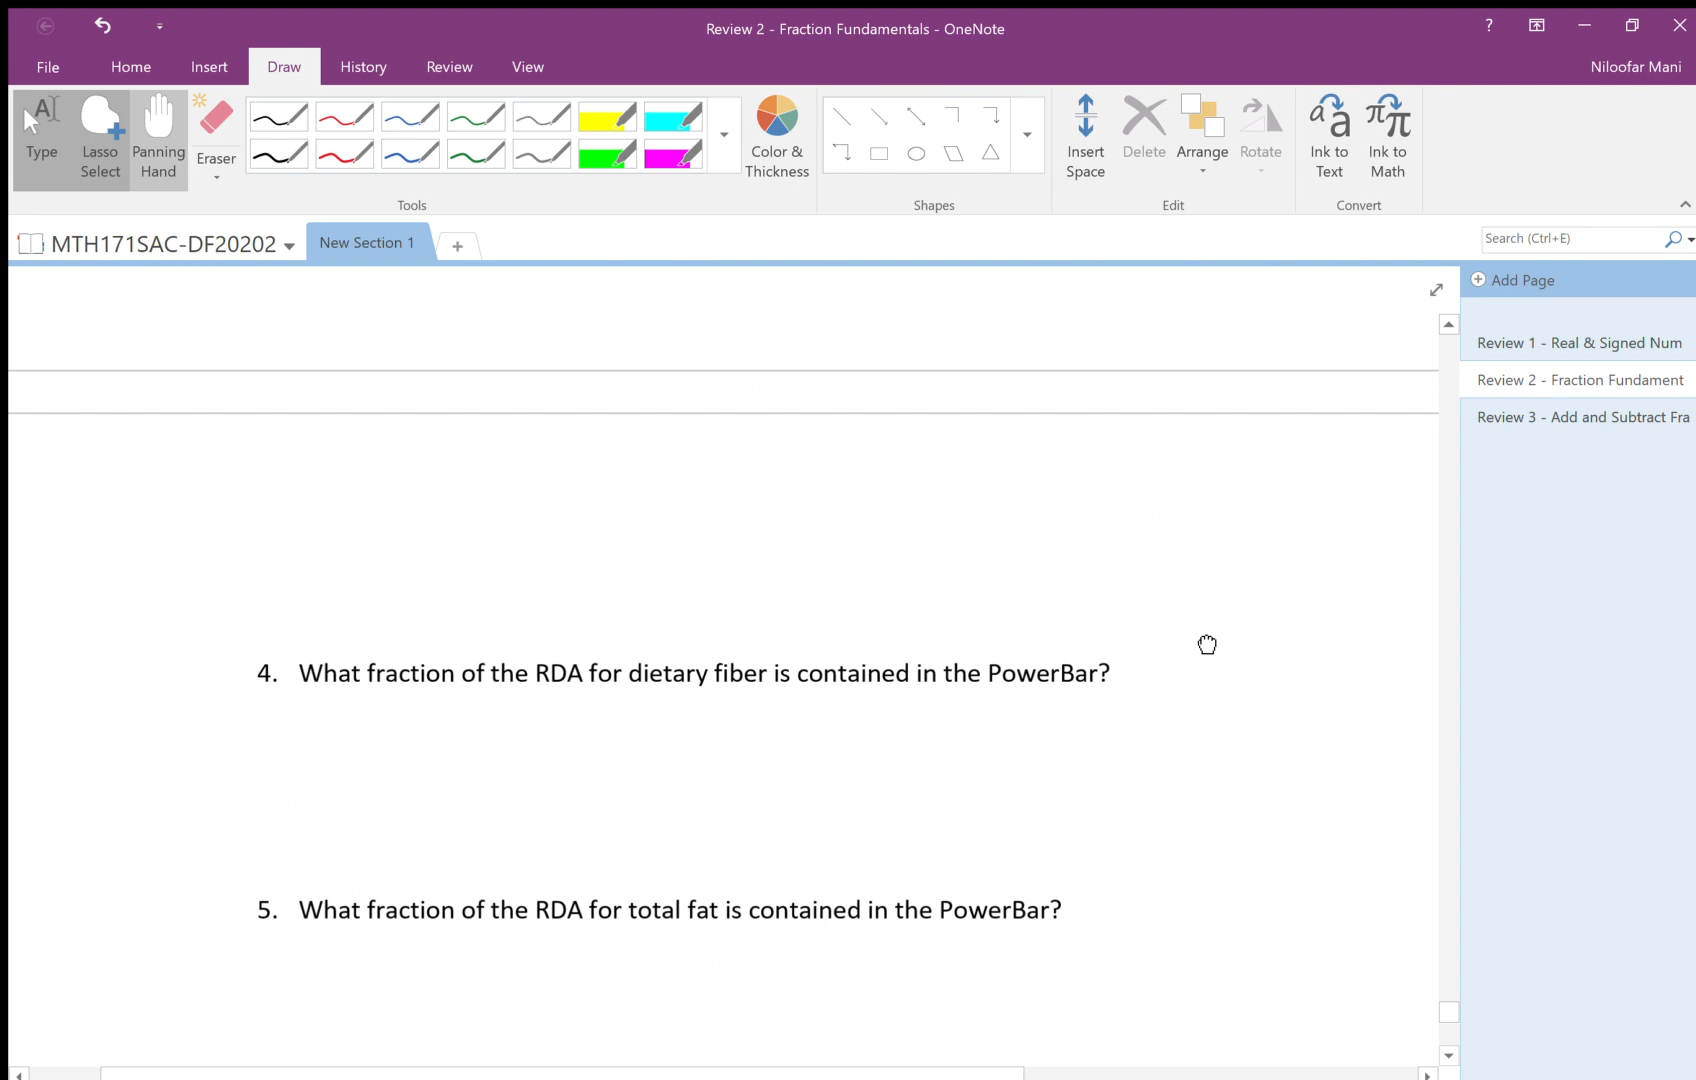 Review 2 - Fraction Fundamentals - OneNote
?
File Home Insert Draw History Review View Niloofar Mani
Type
Lasso
Select
Panning
Hand
Eraser
Color &
Thickness
Insert
Space
Delete
Arrange
Rotate
Ink to
Text
Ink to
Math
Tools Shapes Edit Convert
MTH171SAC-DF20202 New Section 1 + Search (Ctrl+E)
Add Page
Review 1 - Real & Signed Num
Review 2 - Fraction Fundament
Review 3 - Add and Subtract Fra
4. What fraction of the RDA for dietary fiber is contained in the PowerBar?
5. What fraction of the RDA for total fat is contained in the PowerBar?